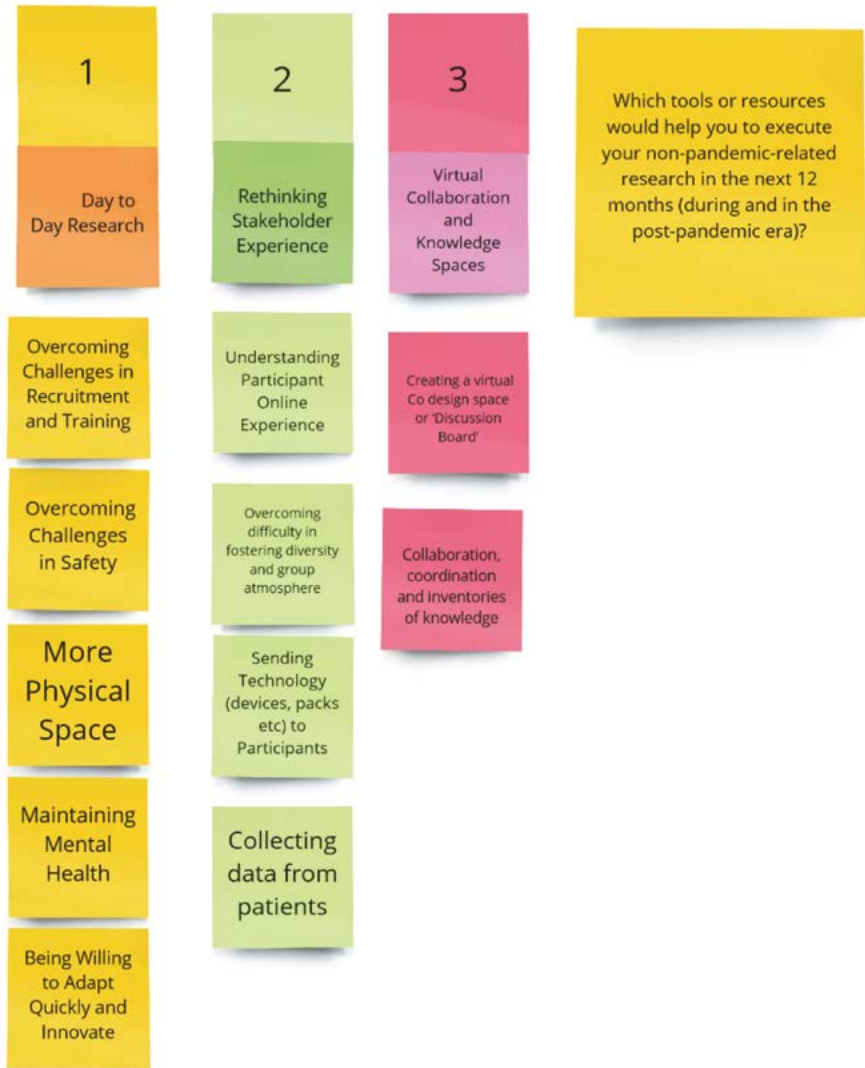 1
Day to
Day Research
Overcoming
Challenges in
Recruitment
and Training
Overcoming
Challenges
in Safety
More
Physical
Space
Maintaining
Mental
Health
Being Willing
to Adapt
Quickly and
Innovate
2
Rethinking
Stakeholder
Experience
Understanding
Participant
Online
Experience
Overcoming
difficulty in
fostering diversity
and group
atmosphere
Sending
Technology
(devices, packs
etc) to
Participants
Collecting
data from
patients
3
Virtual
Collaboration
and
Knowledge
Spaces
Creating a virtual
Co design space
or 'Discussion
Board'
Collaboration,
coordination
and inventories
of knowledge
Which tools or resources
would help you to execute
your non-pandemic-related
research in the next 12
months (during and in the
post-pandemic era)?